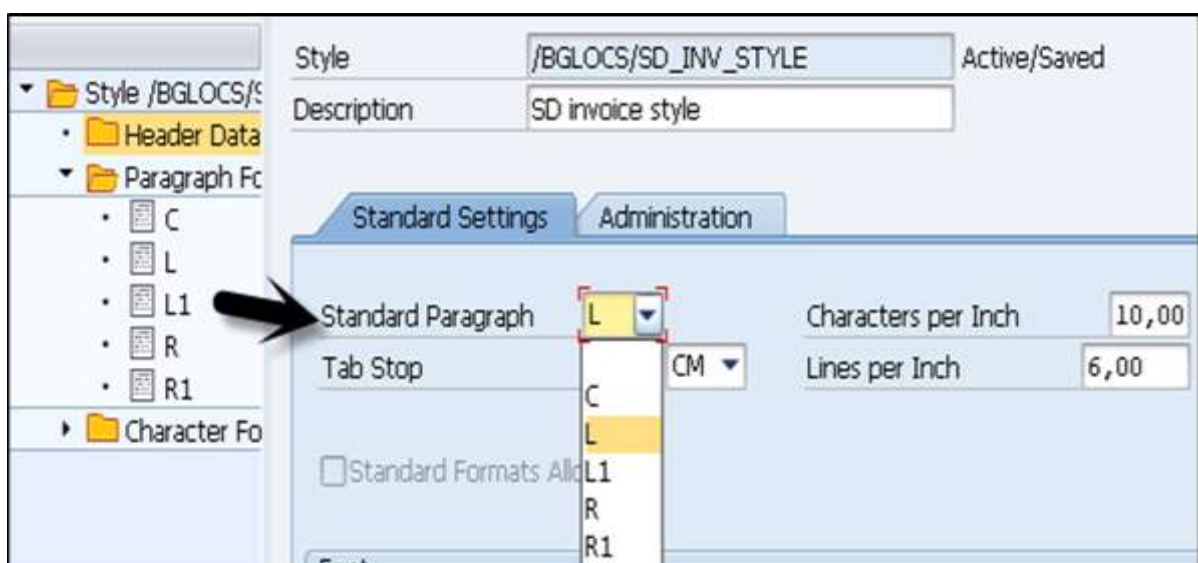 Style /BGLOCS/SD_INV_STYLE Active/Saved
Description SD invoice style
Style /BGLOCS/S
Header Data
Paragraph Fo
C
L
L1
R
R1
Character Fo
Standard Settings Administration
Standard Paragraph L Characters per Inch 10,00
Tab Stop CM Lines per Inch 6,00
C
L
L1
R
R1
Standard Formats All